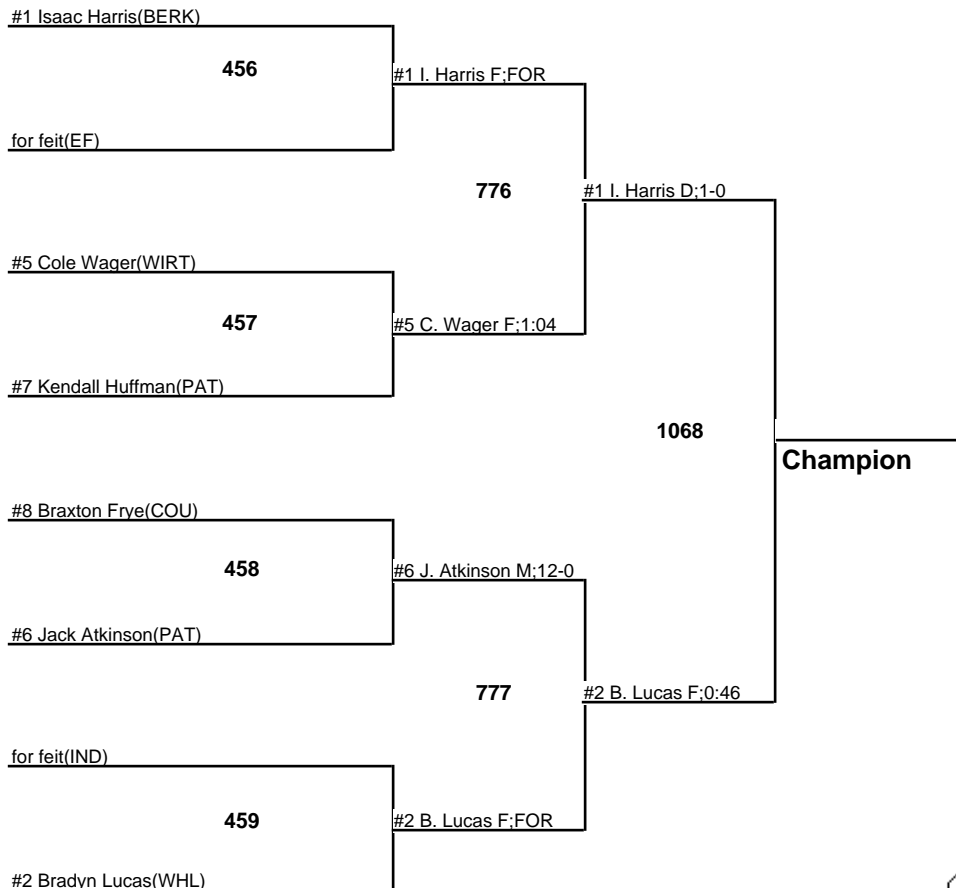 #1 Isaac Harris(BERK)
456
#1 I. Harris F;FOR
for feit(EF)
776
#1 I. Harris D;1-0
#5 Cole Wager(WIRT)
457
#5 C. Wager F;1:04
#7 Kendall Huffman(PAT)
1068
Champion
#8 Braxton Frye(COU)
458
#6 J. Atkinson M;12-0
#6 Jack Atkinson(PAT)
777
#2 B. Lucas F;0:46
for feit(IND)
459
#2 B. Lucas F;FOR
#2 Bradyn Lucas(WHL)